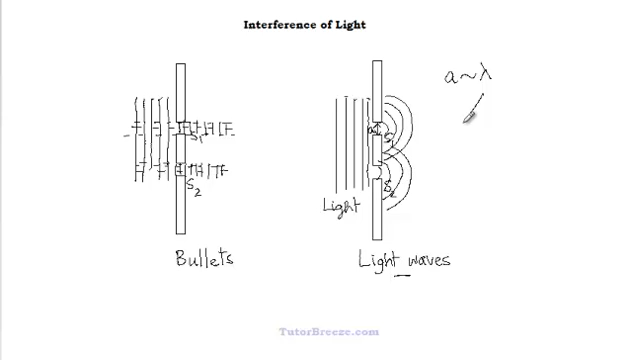 Interference of Light
a ~ λ
S1
S2
a
S1
S2
Light
Bullets
Light waves
TutorBreeze.com